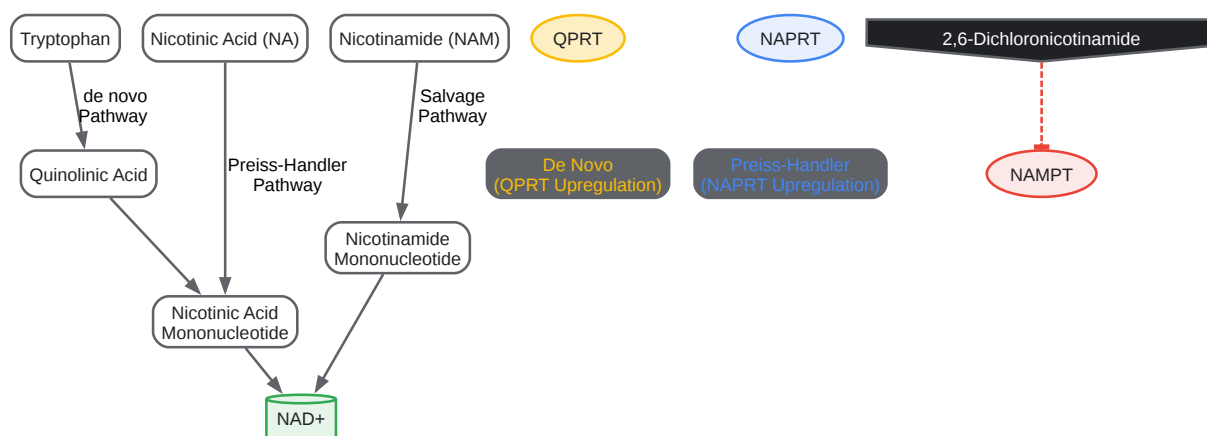 Tryptophan
Nicotinic Acid (NA)
Nicotinamide (NAM)
QPRT
NAPRT
2,6-Dichloronicotinamide
de novo
Pathway
Salvage
Pathway
Quinolinic Acid
Preiss-Handler
Pathway
De Novo
(QPRT Upregulation)
Preiss-Handler
(NAPRT Upregulation)
NAMPT
Nicotinamide
Mononucleotide
Nicotinic Acid
Mononucleotide
NAD+